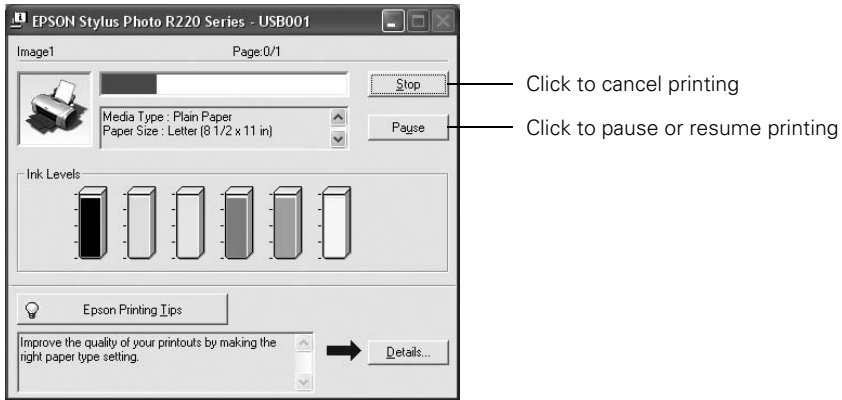 EPSON Stylus Photo R220 Series - USB001
Image1 Page:0/1
Stop
Click to cancel printing
Media Type : Plain Paper
Paper Size : Letter (8 1/2 x 11 in)
Pause
Click to pause or resume printing
Ink Levels
Epson Printing Tips
Improve the quality of your printouts by making the
right paper type setting.
Details...